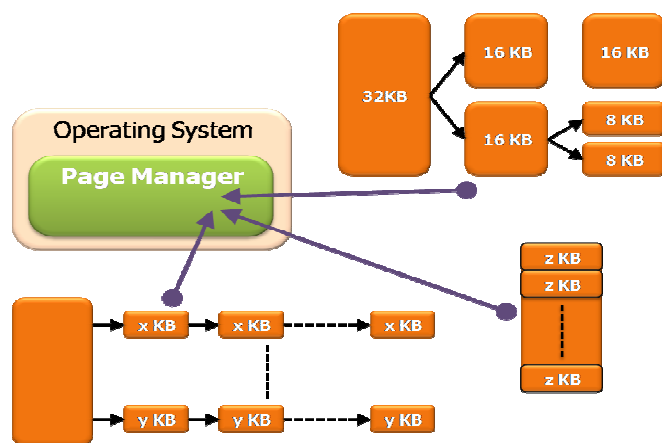 16 KB
16 KB
32KB
16 KB
8 KB
8 KB
Operating System
Page Manager
z KB
z KB
z KB
x KB
x KB
x KB
y KB
y KB
y KB